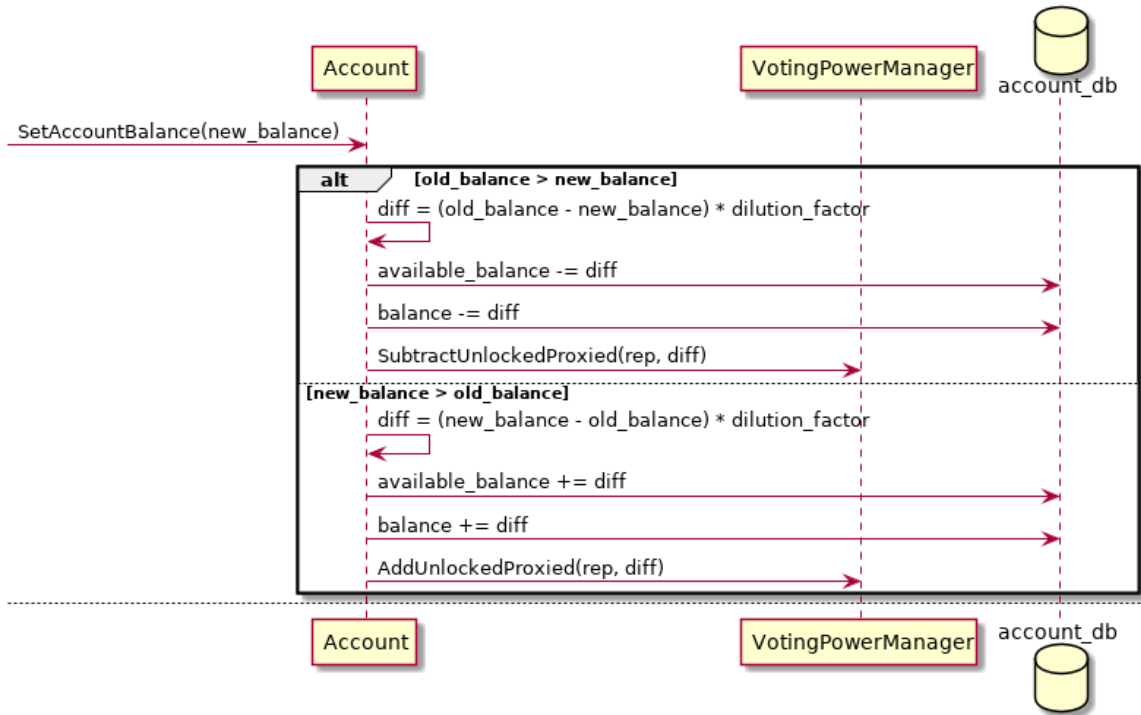 Account
VotingPowerManager
account_db
SetAccountBalance(new_balance)
alt [old_balance > new_balance]
diff = (old_balance - new_balance) * dilution_factor
available_balance -= diff
balance -= diff
SubtractUnlockedProxied(rep, diff)
[new_balance > old_balance]
diff = (new_balance - old_balance) * dilution_factor
available_balance += diff
balance += diff
AddUnlockedProxied(rep, diff)
Account
VotingPowerManager
account_db